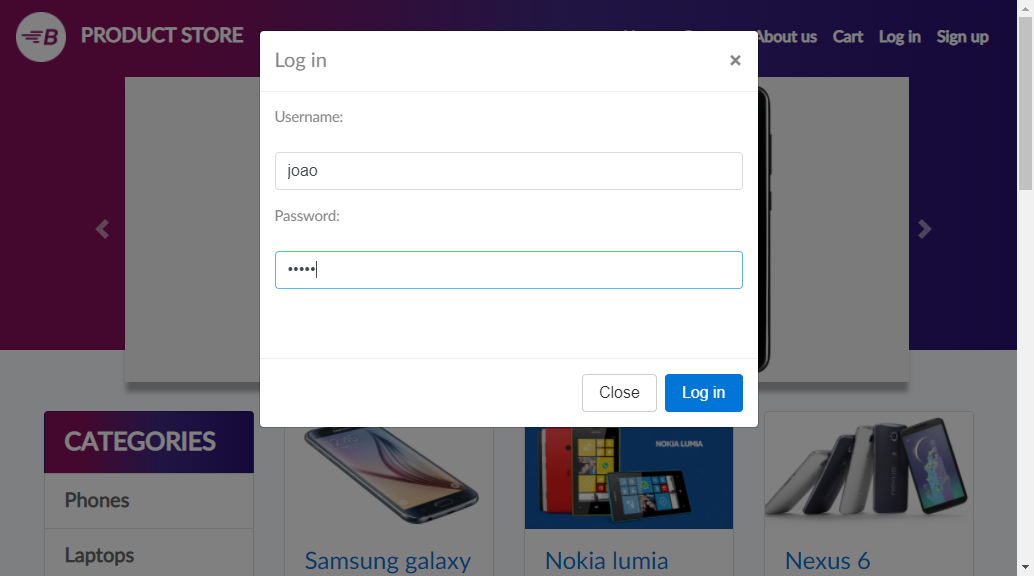 B PRODUCT STORE
About us Cart Log in Sign up
Log in
×
Username:
joao
Password:
•••••
Close Log in
CATEGORIES
Phones
Laptops
NOKIA LUMIA
Samsung galaxy
Nokia lumia
Nexus 6